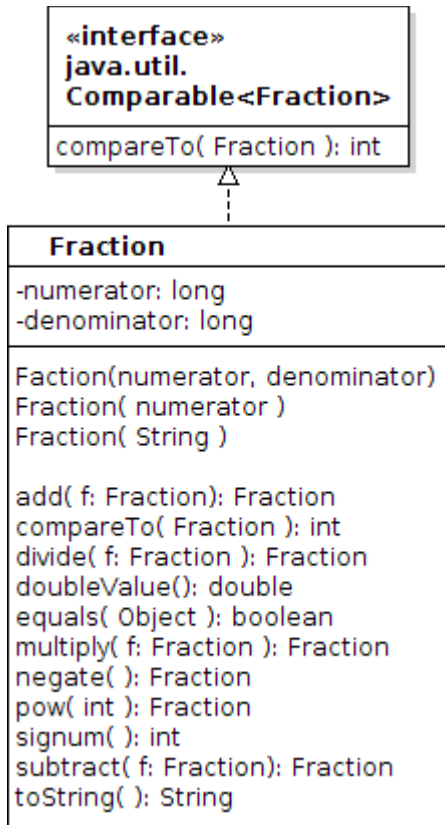 «interface»
java.util.
Comparable<Fraction>
compareTo( Fraction ): int
Fraction
-numerator: long
-denominator: long
Faction(numerator, denominator)
Fraction( numerator )
Fraction( String )
add( f: Fraction): Fraction
compareTo( Fraction ): int
divide( f: Fraction ): Fraction
doubleValue(): double
equals( Object ): boolean
multiply( f: Fraction ): Fraction
negate( ): Fraction
pow( int ): Fraction
signum( ): int
subtract( f: Fraction): Fraction
toString( ): String